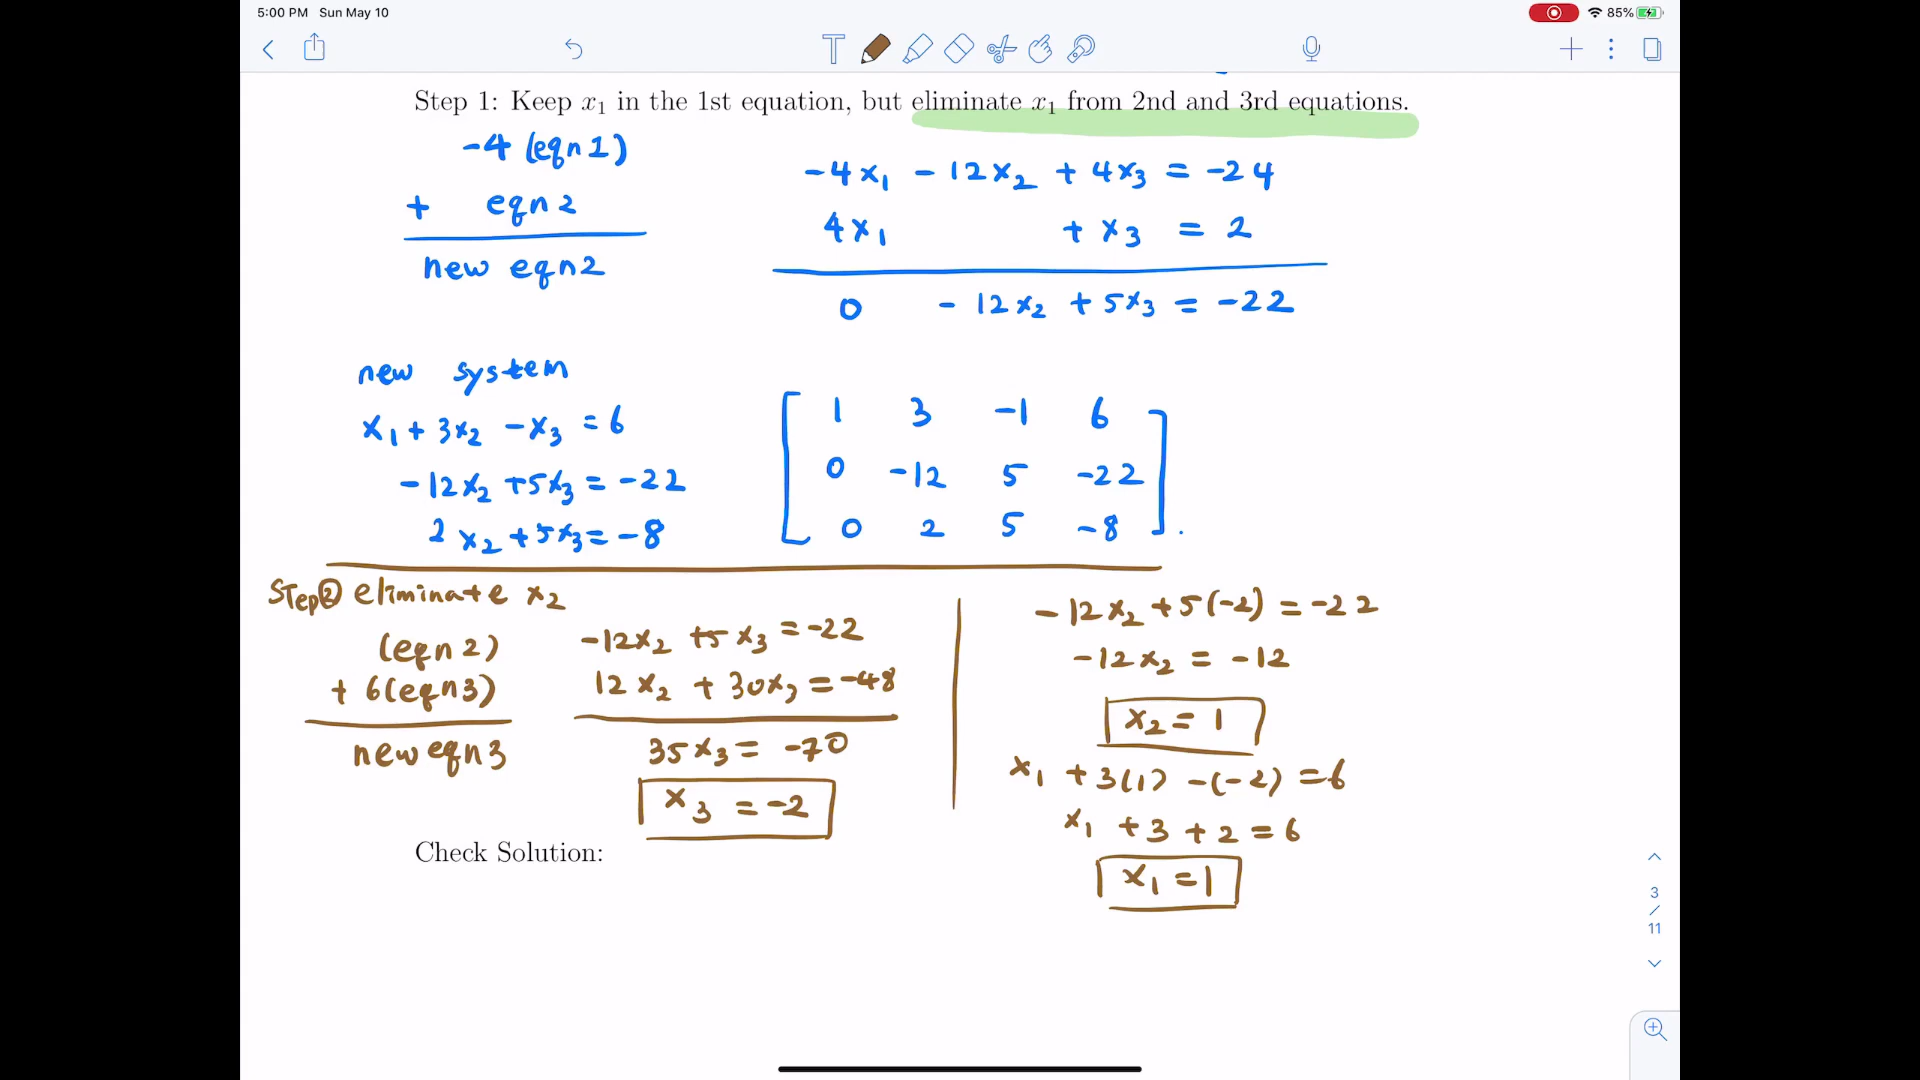 5:00 PM Sun May 10
85%
T
Step 1: Keep x₁ in the 1st equation, but eliminate x₁ from 2nd and 3rd equations.
-4 (eqn 1)
+ eqn 2
new eqn 2
-4x₁ - 12x₂ + 4x₃ = -24
4x₁ + x₃ = 2
0 - 12x₂ + 5x₃ = -22
new system
x₁ + 3x₂ - x₃ = 6
-12x₂ + 5x₃ = -22
2x₂ + 5x₃ = -8
1 3 -1 6
0 -12 5 -22
0 2 5 -8
Step 2 eliminate x₂
(eqn 2)
+ 6(eqn 3)
new eqn 3
-12x₂ + 5x₃ = -22
12x₂ + 30x₃ = -48
35x₃ = -70
x₃ = -2
-12x₂ + 5(-2) = -22
-12x₂ = -12
x₂ = 1
x₁ + 3(1) - (-2) = 6
x₁ + 3 + 2 = 6
x₁ = 1
Check Solution:
3
/
11